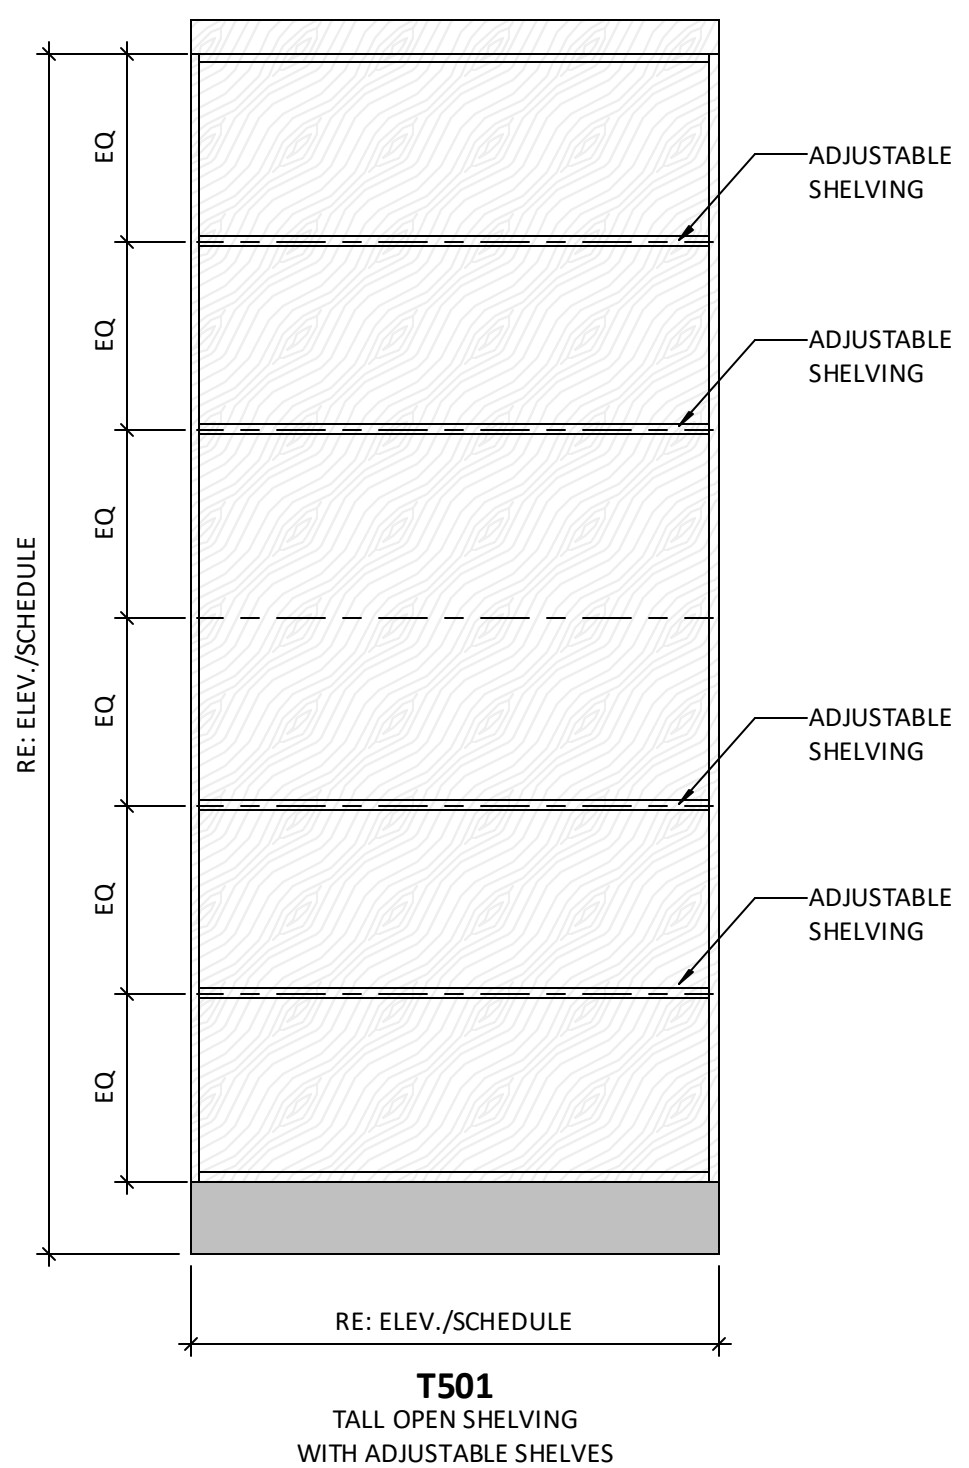 EQ
ADJUSTABLE
SHELVING
EQ
ADJUSTABLE
SHELVING
EQ
RE: ELEV./SCHEDULE
EQ
ADJUSTABLE
SHELVING
EQ
ADJUSTABLE
SHELVING
EQ
RE: ELEV./SCHEDULE
T501
TALL OPEN SHELVING
WITH ADJUSTABLE SHELVES